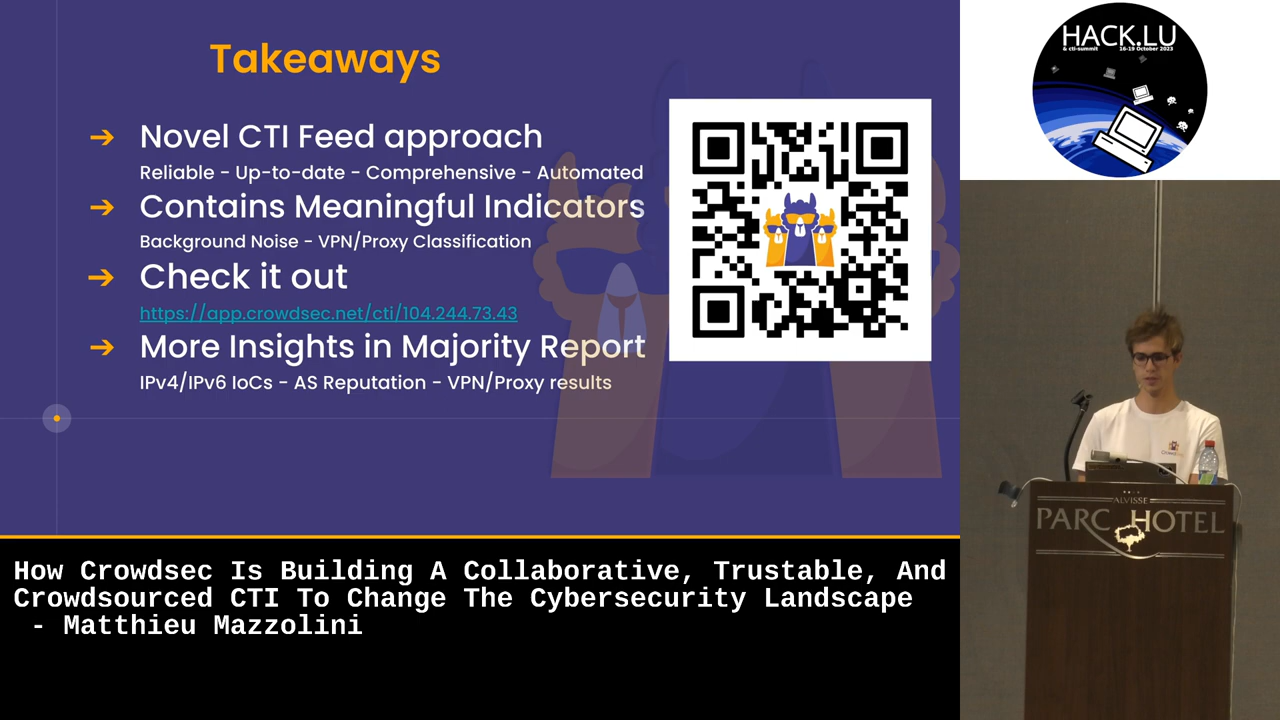 Takeaways
➔ Novel CTI Feed approach
Reliable - Up-to-date - Comprehensive - Automated
➔ Contains Meaningful Indicators
Background Noise - VPN/Proxy Classification
➔ Check it out
https://app.crowdsec.net/cti/104.244.73.43
➔ More Insights in Majority Report
IPv4/IPv6 IoCs - AS Reputation - VPN/Proxy results
HACK.LU
& cti-summit 16-19 October 2023
ALVISSE
PARC HOTEL
How Crowdsec Is Building A Collaborative, Trustable, And
Crowdsourced CTI To Change The Cybersecurity Landscape
- Matthieu Mazzolini